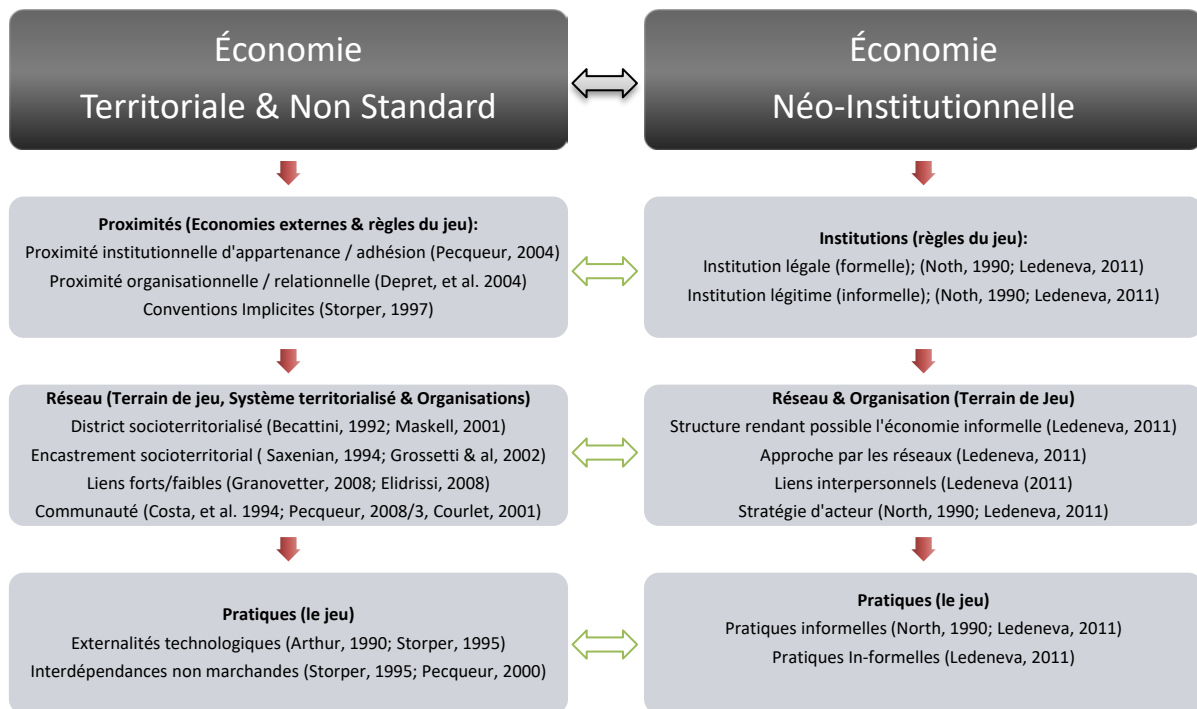 Économie
Territoriale & Non Standard
Économie
Néo-Institutionnelle
Proximités (Economies externes & règles du jeu):
Proximité institutionnelle d'appartenance / adhésion (Pecqueur, 2004)
Proximité organisationnelle / relationnelle (Depret, et al. 2004)
Conventions Implicites (Storper, 1997)
Institutions (règles du jeu):
Institution légale (formelle); (Noth, 1990; Ledeneva, 2011)
Institution légitime (informelle); (Noth, 1990; Ledeneva, 2011)
Réseau (Terrain de jeu, Système territorialisé & Organisations)
District socioterritorialisé (Becattini, 1992; Maskell, 2001)
Encastrement socioterritorial ( Saxenian, 1994; Grossetti & al, 2002)
Liens forts/faibles (Granovetter, 2008; Elidrissi, 2008)
Communauté (Costa, et al. 1994; Pecqueur, 2008/3, Courlet, 2001)
Réseau & Organisation (Terrain de Jeu)
Structure rendant possible l'économie informelle (Ledeneva, 2011)
Approche par les réseaux (Ledeneva, 2011)
Liens interpersonnels (Ledeneva (2011)
Stratégie d'acteur (North, 1990; Ledeneva, 2011)
Pratiques (le jeu)
Externalités technologiques (Arthur, 1990; Storper, 1995)
Interdépendances non marchandes (Storper, 1995; Pecqueur, 2000)
Pratiques (le jeu)
Pratiques informelles (North, 1990; Ledeneva, 2011)
Pratiques In-formelles (Ledeneva, 2011)